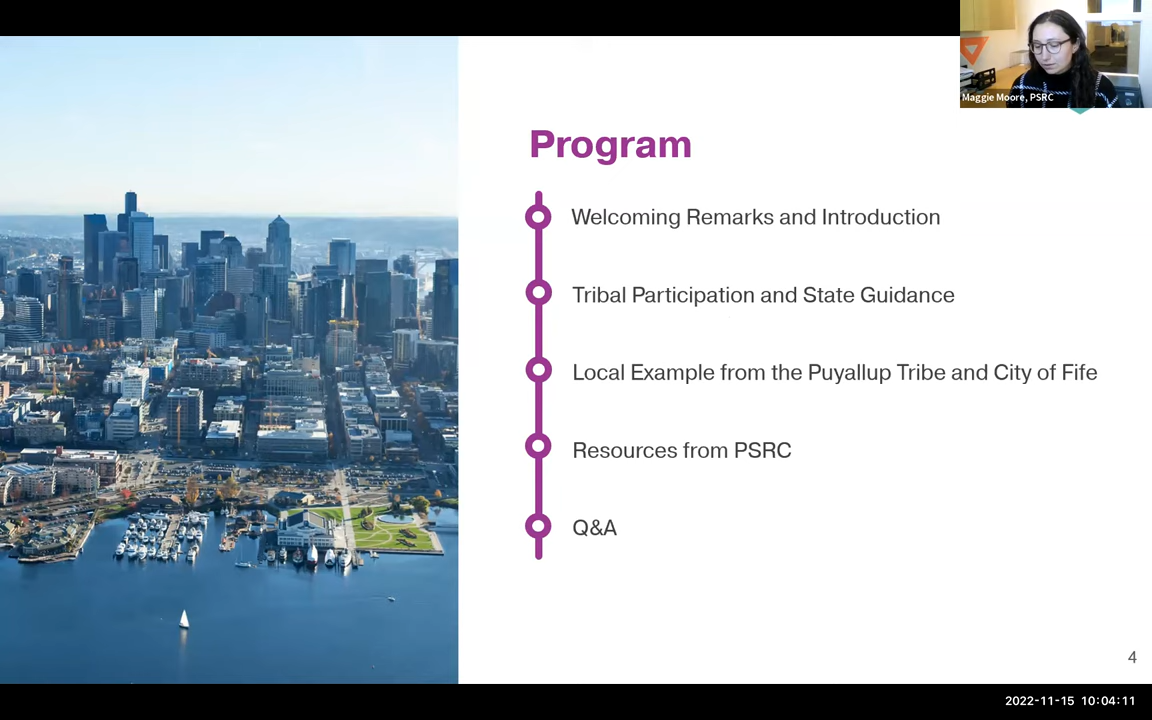 Maggie Moore, PSRC
Program
Welcoming Remarks and Introduction
Tribal Participation and State Guidance
Local Example from the Puyallup Tribe and City of Fife
Resources from PSRC
Q&A
4
2022-11-15 10:04:11